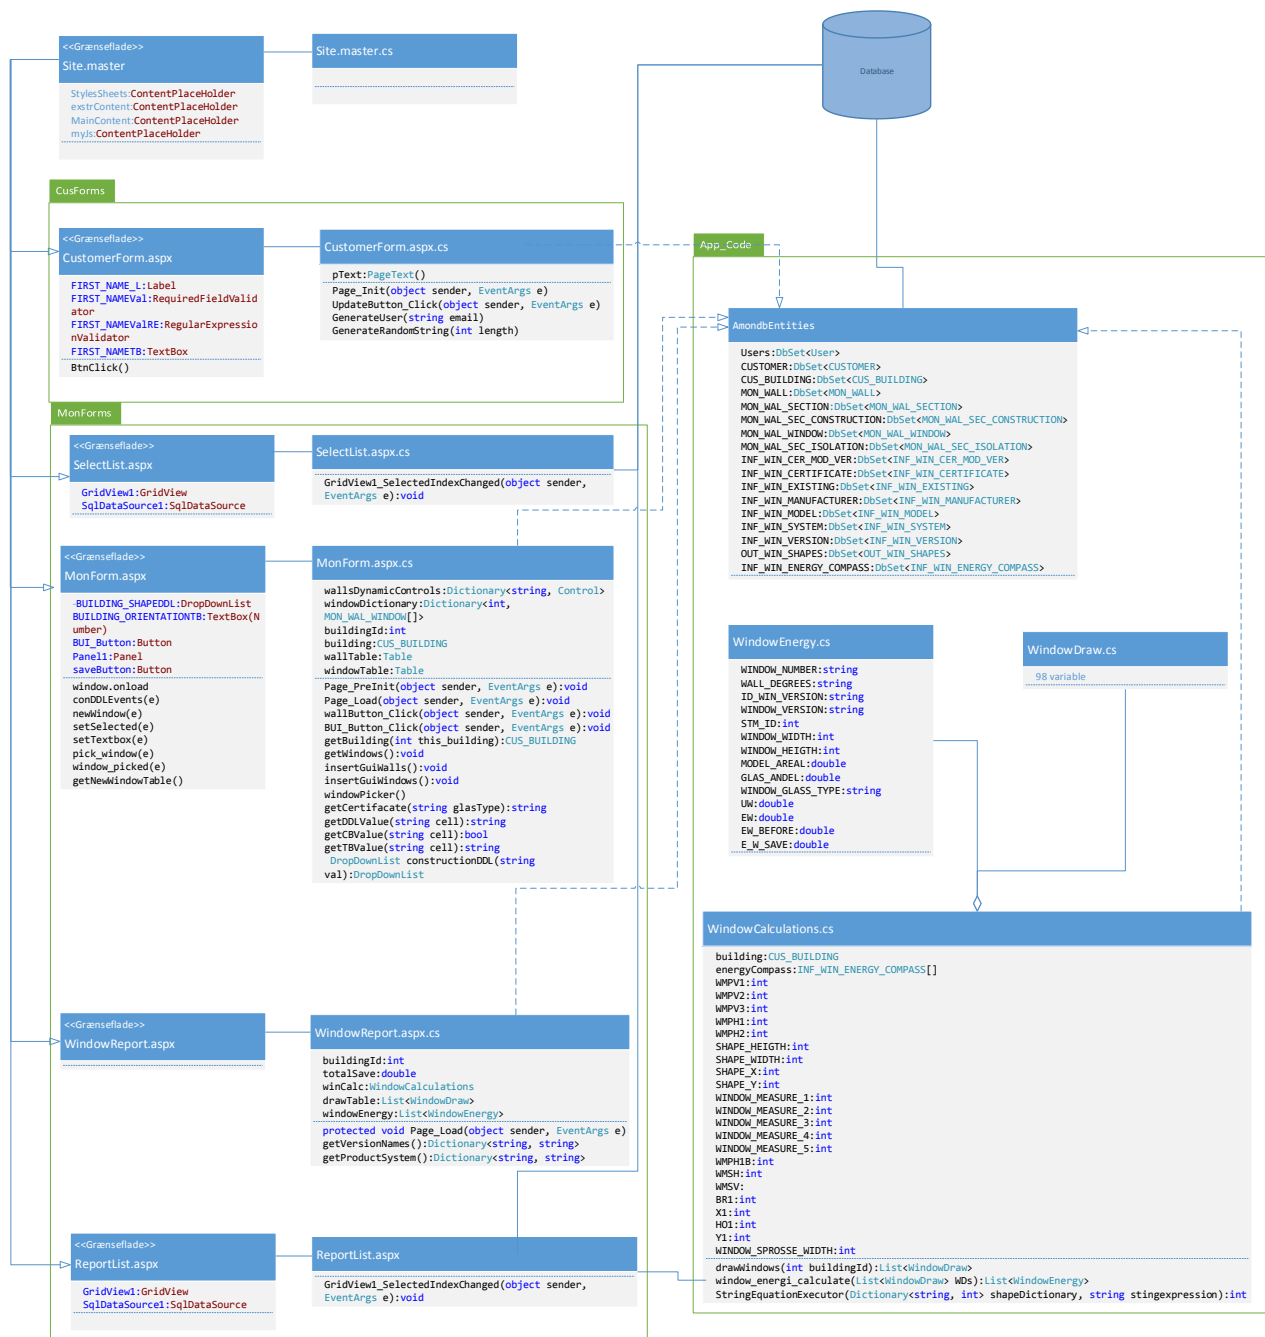 Database
<<Grænseflade>>
Site.master
StylesSheets:ContentPlaceHolder
exstrContent:ContentPlaceHolder
MainContent:ContentPlaceHolder
myJs:ContentPlaceHolder
Site.master.cs
CusForms
<<Grænseflade>>
CustomerForm.aspx
FIRST_NAME_L:Label
FIRST_NAMEVal:RequiredFieldValid
ator
FIRST_NAMEValRE:RegularExpressio
nValidator
FIRST_NAMETB:TextBox
BtnClick()
CustomerForm.aspx.cs
pText:PageText()
Page_Init(object sender, EventArgs e)
UpdateButton_Click(object sender, EventArgs e)
GenerateUser(string email)
GenerateRandomString(int length)
App_Code
AmondbEntities
Users:DbSet<User>
CUSTOMER:DbSet<CUSTOMER>
CUS_BUILDING:DbSet<CUS_BUILDING>
MON_WALL:DbSet<MON_WALL>
MON_WAL_SECTION:DbSet<MON_WAL_SECTION>
MON_WAL_SEC_CONSTRUCTION:DbSet<MON_WAL_SEC_CONSTRUCTION>
MON_WAL_WINDOW:DbSet<MON_WAL_WINDOW>
MON_WAL_SEC_ISOLATION:DbSet<MON_WAL_SEC_ISOLATION>
INF_WIN_CER_MOD_VER:DbSet<INF_WIN_CER_MOD_VER>
INF_WIN_CERTIFICATE:DbSet<INF_WIN_CERTIFICATE>
INF_WIN_EXISTING:DbSet<INF_WIN_EXISTING>
INF_WIN_MANUFACTURER:DbSet<INF_WIN_MANUFACTURER>
INF_WIN_MODEL:DbSet<INF_WIN_MODEL>
INF_WIN_SYSTEM:DbSet<INF_WIN_SYSTEM>
INF_WIN_VERSION:DbSet<INF_WIN_VERSION>
OUT_WIN_SHAPES:DbSet<OUT_WIN_SHAPES>
INF_WIN_ENERGY_COMPASS:DbSet<INF_WIN_ENERGY_COMPASS>
MonForms
<<Grænseflade>>
SelectList.aspx
GridView1:GridView
SqlDataSource1:SqlDataSource
SelectList.aspx.cs
GridView1_SelectedIndexChanged(object sender,
EventArgs e):void
<<Grænseflade>>
MonForm.aspx
-BUILDING_SHAPEDDL:DropDownList
BUILDING_ORIENTATIONTB:TextBox(N
umber)
BUI_Button:Button
Panel1:Panel
saveButton:Button
window.onload
conDDLEvents(e)
newWindow(e)
setSelected(e)
setTextbox(e)
pick_window(e)
window_picked(e)
getNewWindowTable()
MonForm.aspx.cs
wallsDynamicControls:Dictionary<string, Control>
windowDictionary:Dictionary<int,
MON_WAL_WINDOW[]>
buildingId:int
building:CUS_BUILDING
wallTable:Table
windowTable:Table
Page_PreInit(object sender, EventArgs e):void
Page_Load(object sender, EventArgs e):void
wallButton_Click(object sender, EventArgs e):void
BUI_Button_Click(object sender, EventArgs e):void
getBuilding(int this_building):CUS_BUILDING
getWindows():void
insertGuiWalls():void
insertGuiWindows():void
windowPicker()
getCertifacate(string glasType):string
getDDLValue(string cell):string
getCBValue(string cell):bool
getTBValue(string cell):string
DropDownList constructionDDL(string
val):DropDownList
WindowEnergy.cs
WINDOW_NUMBER:string
WALL_DEGREES:string
ID_WIN_VERSION:string
WINDOW_VERSION:string
STM_ID:int
WINDOW_WIDTH:int
WINDOW_HEIGTH:int
MODEL_AREAL:double
GLAS_ANDEL:double
WINDOW_GLASS_TYPE:string
UW:double
EW:double
EW_BEFORE:double
E_W_SAVE:double
WindowDraw.cs
98 variable
WindowCalculations.cs
building:CUS_BUILDING
energyCompass:INF_WIN_ENERGY_COMPASS[]
WMPV1:int
WMPV2:int
WMPV3:int
WMPH1:int
WMPH2:int
SHAPE_HEIGTH:int
SHAPE_WIDTH:int
SHAPE_X:int
SHAPE_Y:int
WINDOW_MEASURE_1:int
WINDOW_MEASURE_2:int
WINDOW_MEASURE_3:int
WINDOW_MEASURE_4:int
WINDOW_MEASURE_5:int
WMPH1B:int
WMSH:int
WMSV:
BR1:int
X1:int
HO1:int
Y1:int
WINDOW_SPROSSE_WIDTH:int
drawWindows(int buildingId):List<WindowDraw>
window_energi_calculate(List<WindowDraw> WDs):List<WindowEnergy>
StringEquationExecutor(Dictionary<string, int> shapeDictionary, string stingexpression):int
<<Grænseflade>>
WindowReport.aspx
WindowReport.aspx.cs
buildingId:int
totalSave:double
winCalc:WindowCalculations
drawTable:List<WindowDraw>
windowEnergy:List<WindowEnergy>
protected void Page_Load(object sender, EventArgs e)
getVersionNames():Dictionary<string, string>
getProductSystem():Dictionary<string, string>
<<Grænseflade>>
ReportList.aspx
GridView1:GridView
SqlDataSource1:SqlDataSource
ReportList.aspx
GridView1_SelectedIndexChanged(object sender,
EventArgs e):void